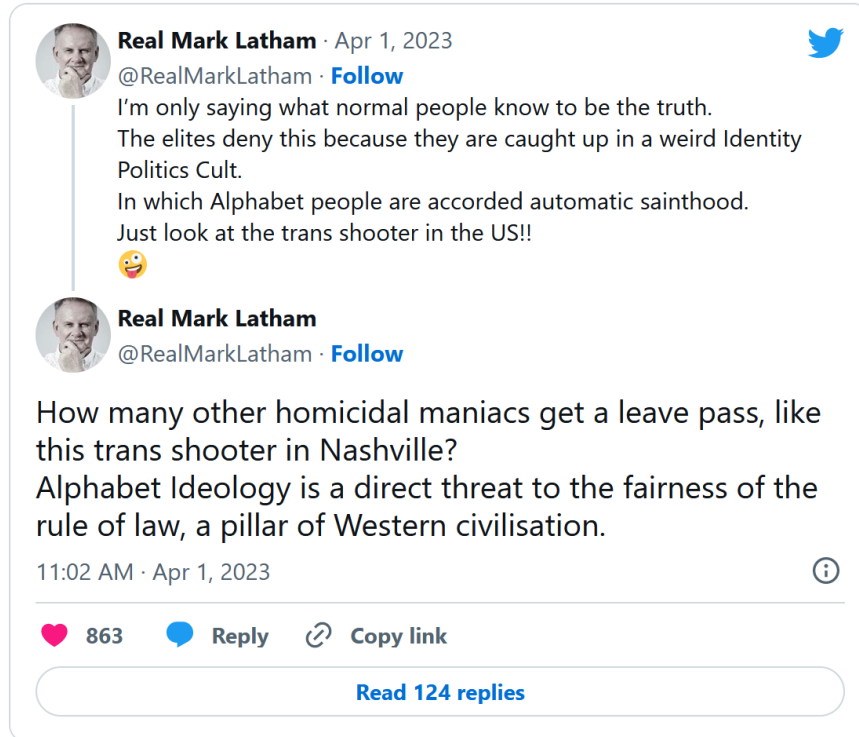 Real Mark Latham · Apr 1, 2023
@RealMarkLatham · Follow
I'm only saying what normal people know to be the truth.
The elites deny this because they are caught up in a weird Identity
Politics Cult.
In which Alphabet people are accorded automatic sainthood.
Just look at the trans shooter in the US!!
🤪
Real Mark Latham
@RealMarkLatham · Follow
How many other homicidal maniacs get a leave pass, like
this trans shooter in Nashville?
Alphabet Ideology is a direct threat to the fairness of the
rule of law, a pillar of Western civilisation.
11:02 AM · Apr 1, 2023
863 Reply Copy link
Read 124 replies